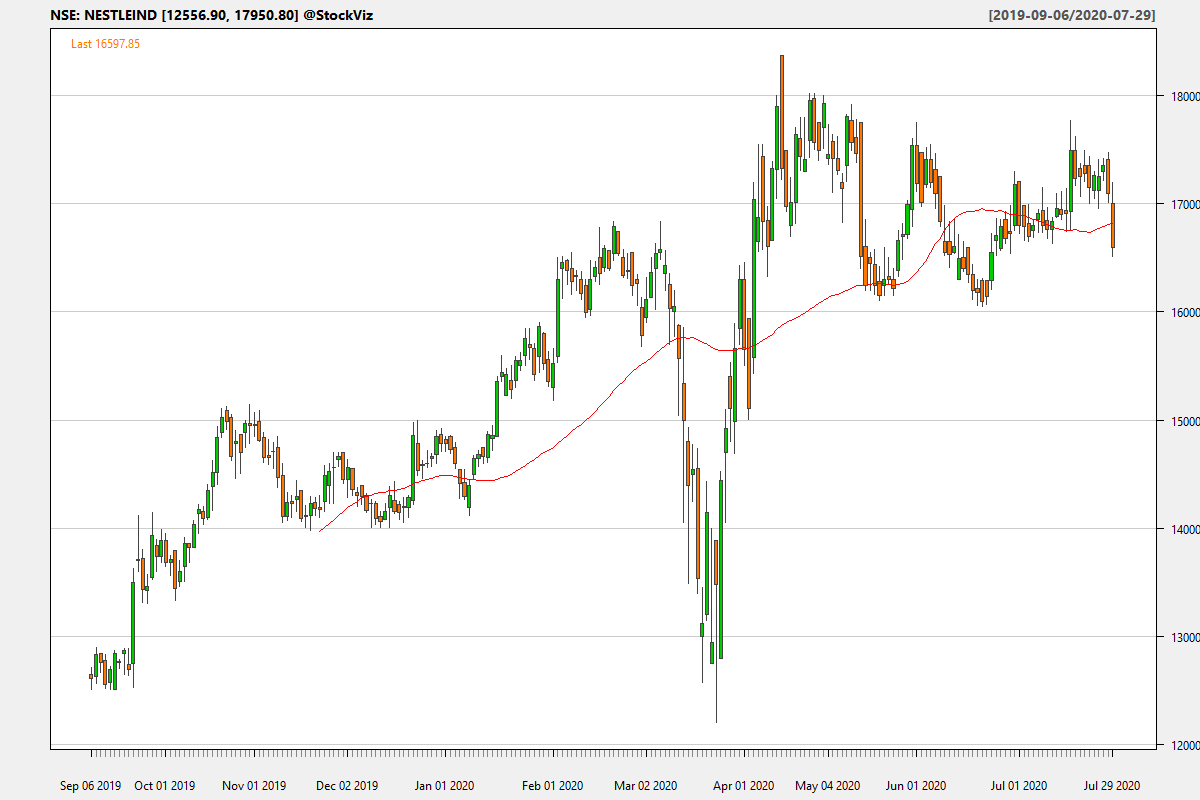 NSE: NESTLEIND [12556.90, 17950.80] @StockViz
[2019-09-06/2020-07-29]
Last 16597.85
18000
17000
16000
15000
14000
13000
12000
Sep 06 2019 Oct 01 2019 Nov 01 2019 Dec 02 2019 Jan 01 2020 Feb 02 2020 Mar 02 2020 Apr 01 2020 May 04 2020 Jun 01 2020 Jul 01 2020 Jul 29 2020